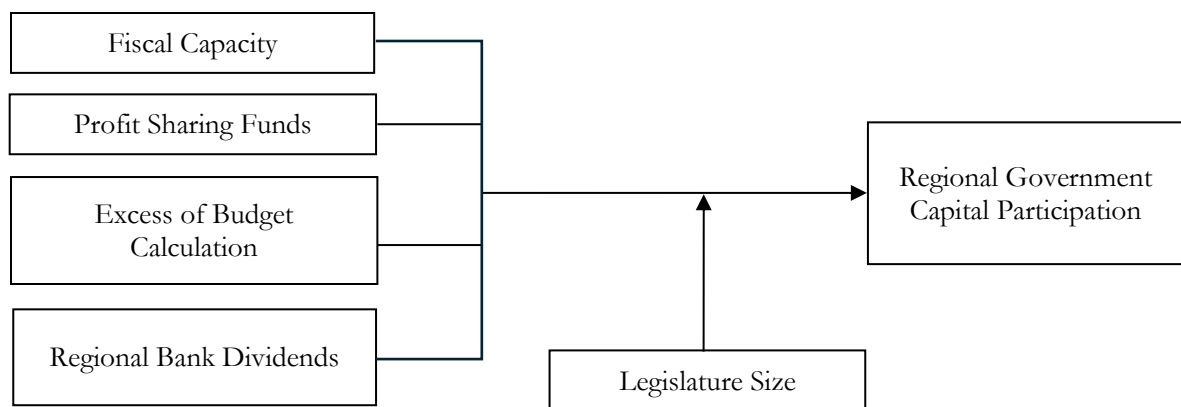 Fiscal Capacity
Profit Sharing Funds
Excess of Budget
Calculation
Regional Bank Dividends
Regional Government
Capital Participation
Legislature Size